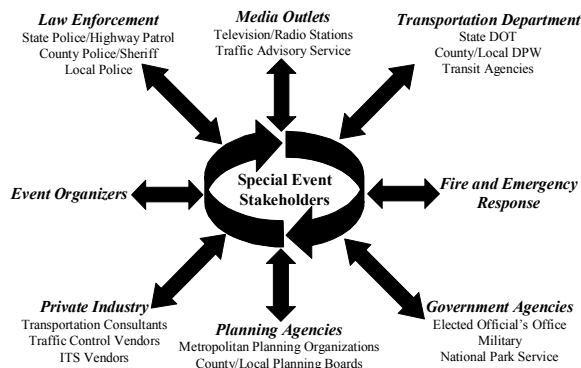 Law Enforcement
State Police/Highway Patrol
County Police/Sheriff
Local Police
Media Outlets
Television/Radio Stations
Traffic Advisory Service
Transportation Department
State DOT
County/Local DPW
Transit Agencies
Event Organizers
Special Event
Stakeholders
Fire and Emergency
Response
Private Industry
Transportation Consultants
Traffic Control Vendors
ITS Vendors
Planning Agencies
Metropolitan Planning Organizations
County/Local Planning Boards
Government Agencies
Elected Official's Office
Military
National Park Service